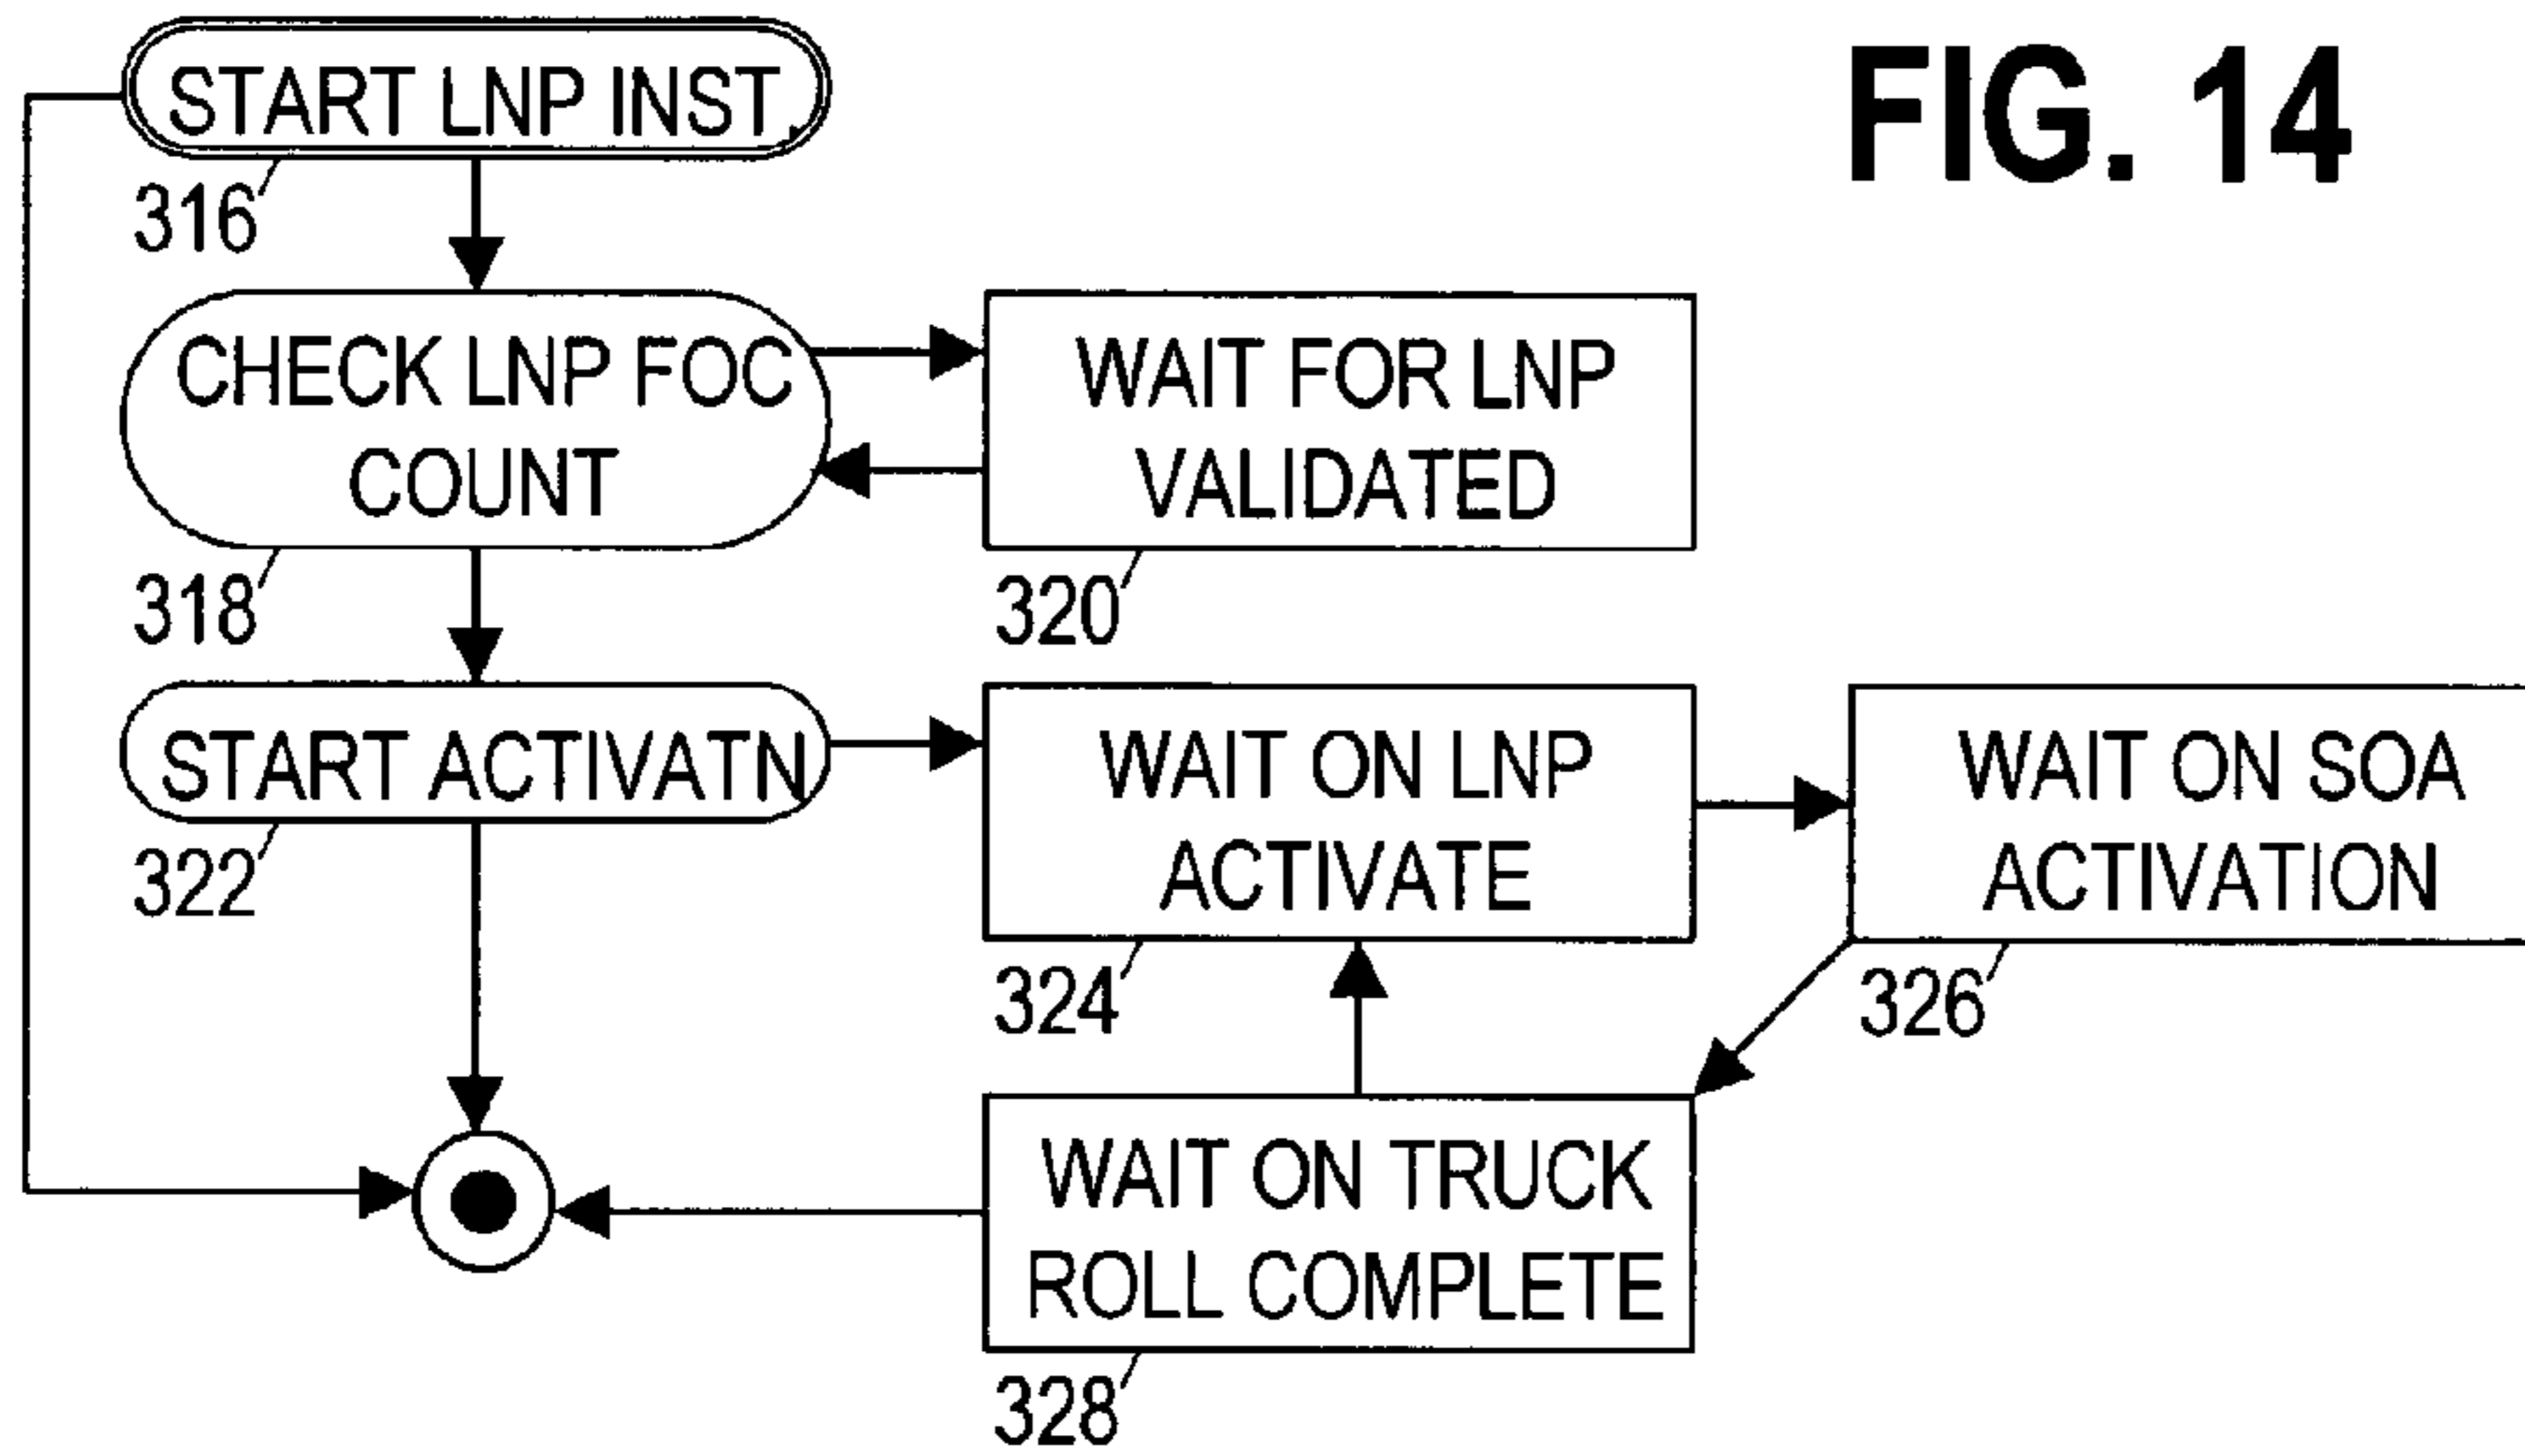 FIG. 14
START LNP INST
316
CHECK LNP FOC
COUNT
318
WAIT FOR LNP
VALIDATED
320
START ACTIVATN
322
WAIT ON LNP
ACTIVATE
324
WAIT ON SOA
ACTIVATION
326
WAIT ON TRUCK
ROLL COMPLETE
328